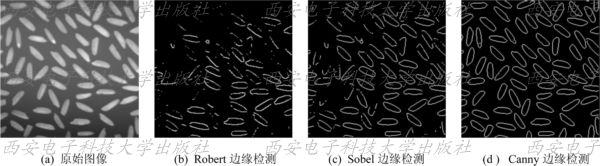 西安电子科技大学出版社
西安电子科技大学出版社
西安电子科技大学出版社
(a) 原始图像
(b) Robert 边缘检测
(c) Sobel 边缘检测
(d) Canny 边缘检测
西安电子科技大学出版社